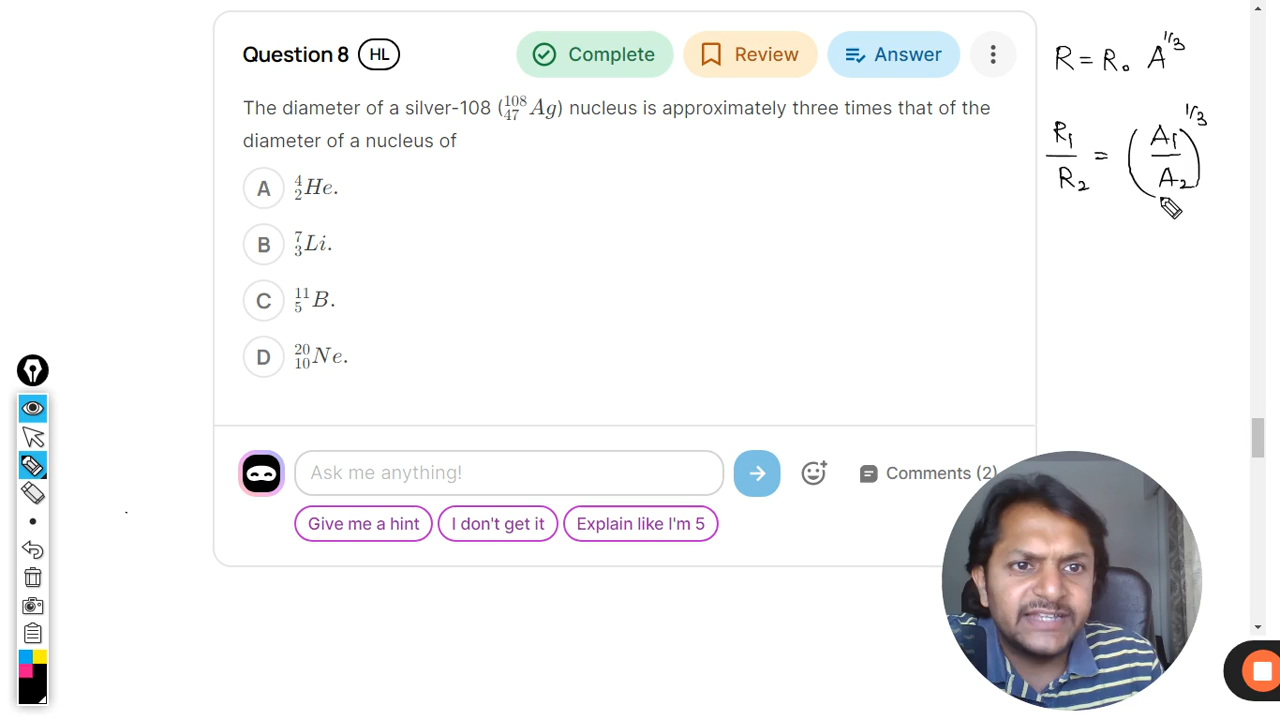 Question 8 HL Complete Review Answer
The diameter of a silver-108 (¹⁰⁸₄₇Ag) nucleus is approximately three times that of the
diameter of a nucleus of
A ⁴₂He.
B ⁷₃Li.
C ¹¹₅B.
D ²⁰₁₀Ne.
Ask me anything! Comments (2)
Give me a hint I don't get it Explain like I'm 5
R = R₀ A^1/3
R₁/R₂ = (A₁/A₂)^1/3